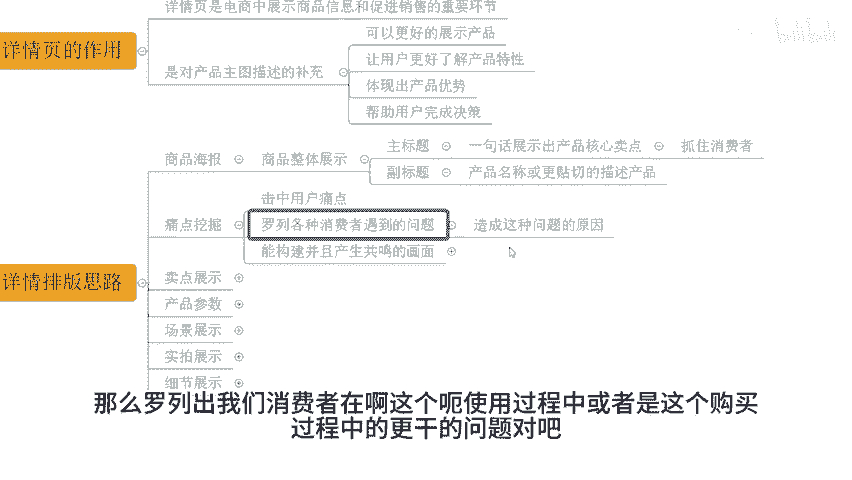 详情页是电商中展示商品信息和促进销售的重要环节
详情页的作用
可以更好的展示产品
让用户更好了解产品特性
是对产品主图描述的补充
体现出产品优势
帮助用户完成决策
主标题
一句话展示出产品核心卖点
抓住消费者
商品海报
商品整体展示
副标题
产品名称或更贴切的描述产品
击中用户痛点
痛点挖掘
罗列各种消费者遇到的问题
造成这种问题的原因
能构建并且产生共鸣的画面
详情排版思路
卖点展示
产品参数
场景展示
实拍展示
细节展示
那么罗列出我们消费者在啊这个呃使用过程中或者是这个购买
过程中的更干的问题对吧
bilibili